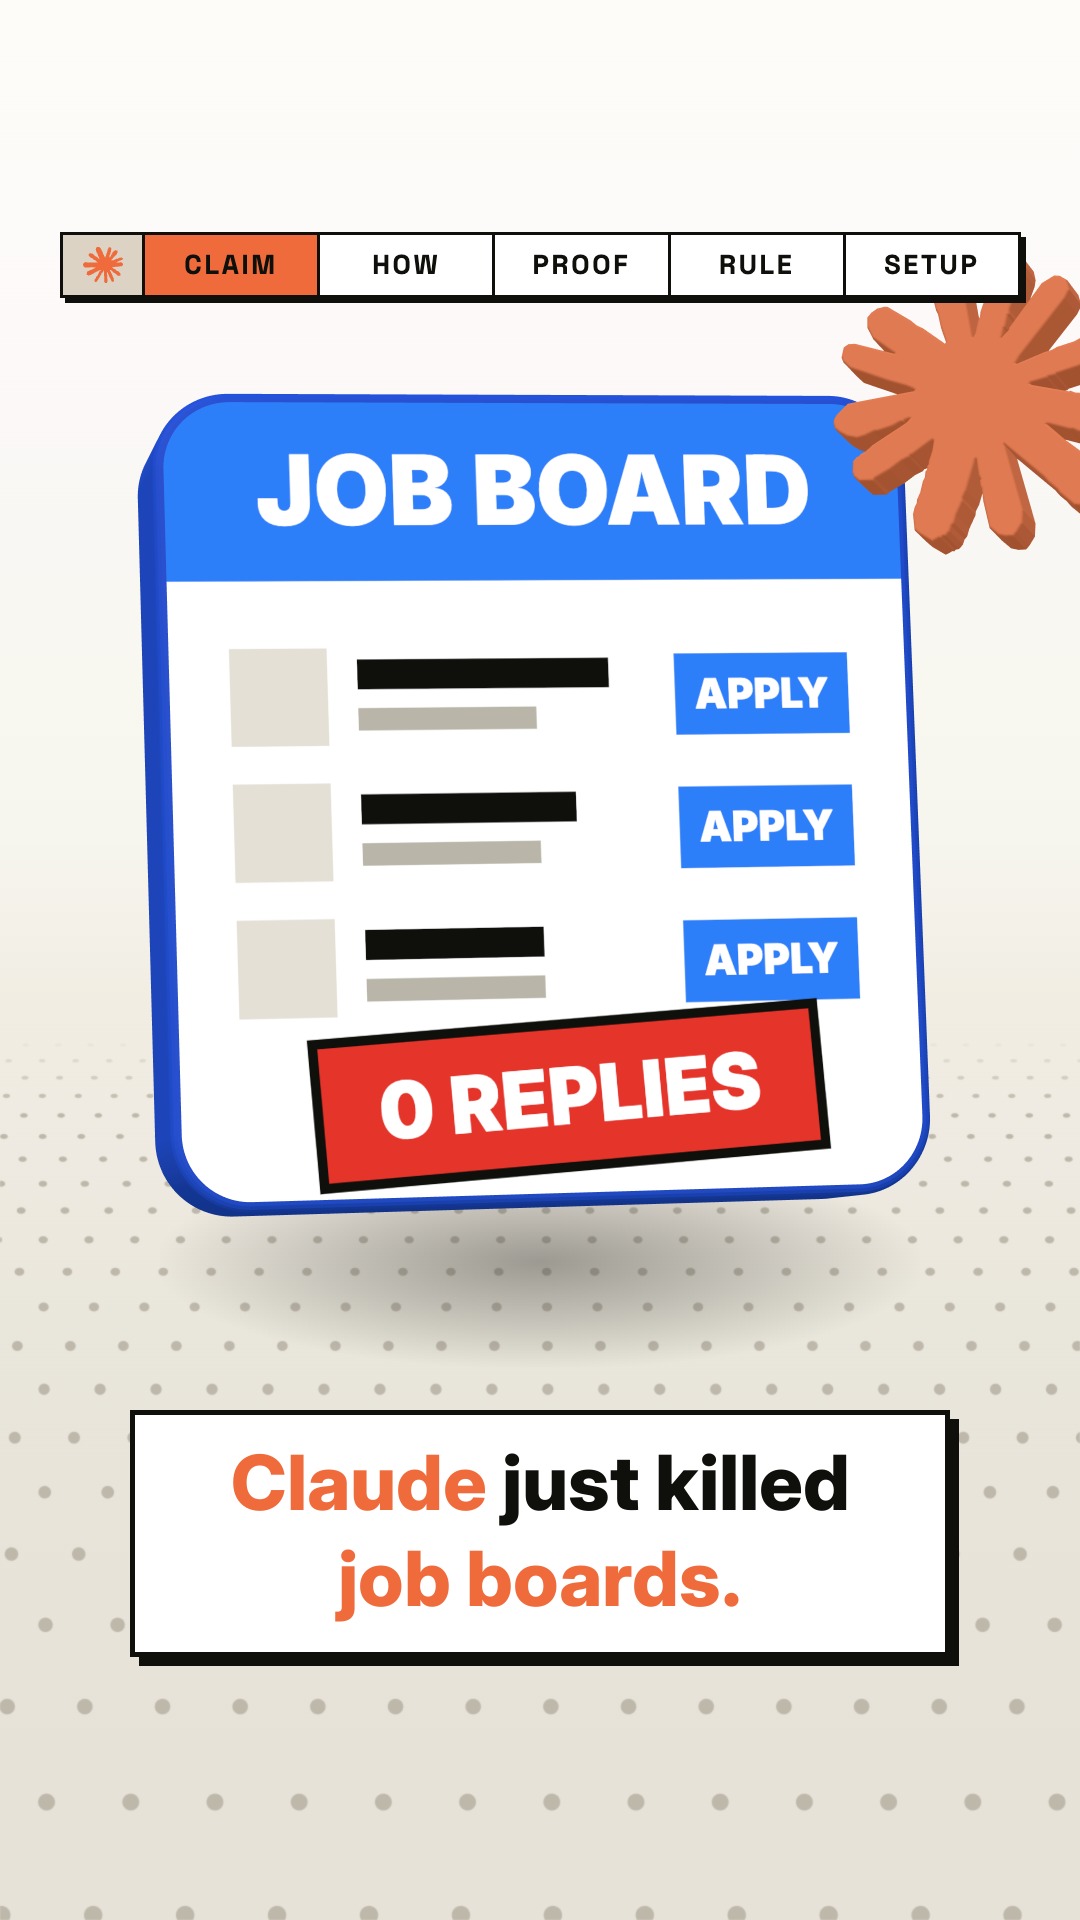 CLAIM HOW PROOF RULE SETUP
JOB BOARD
APPLY
APPLY
APPLY
0 REPLIES
Claude just killed
job boards.